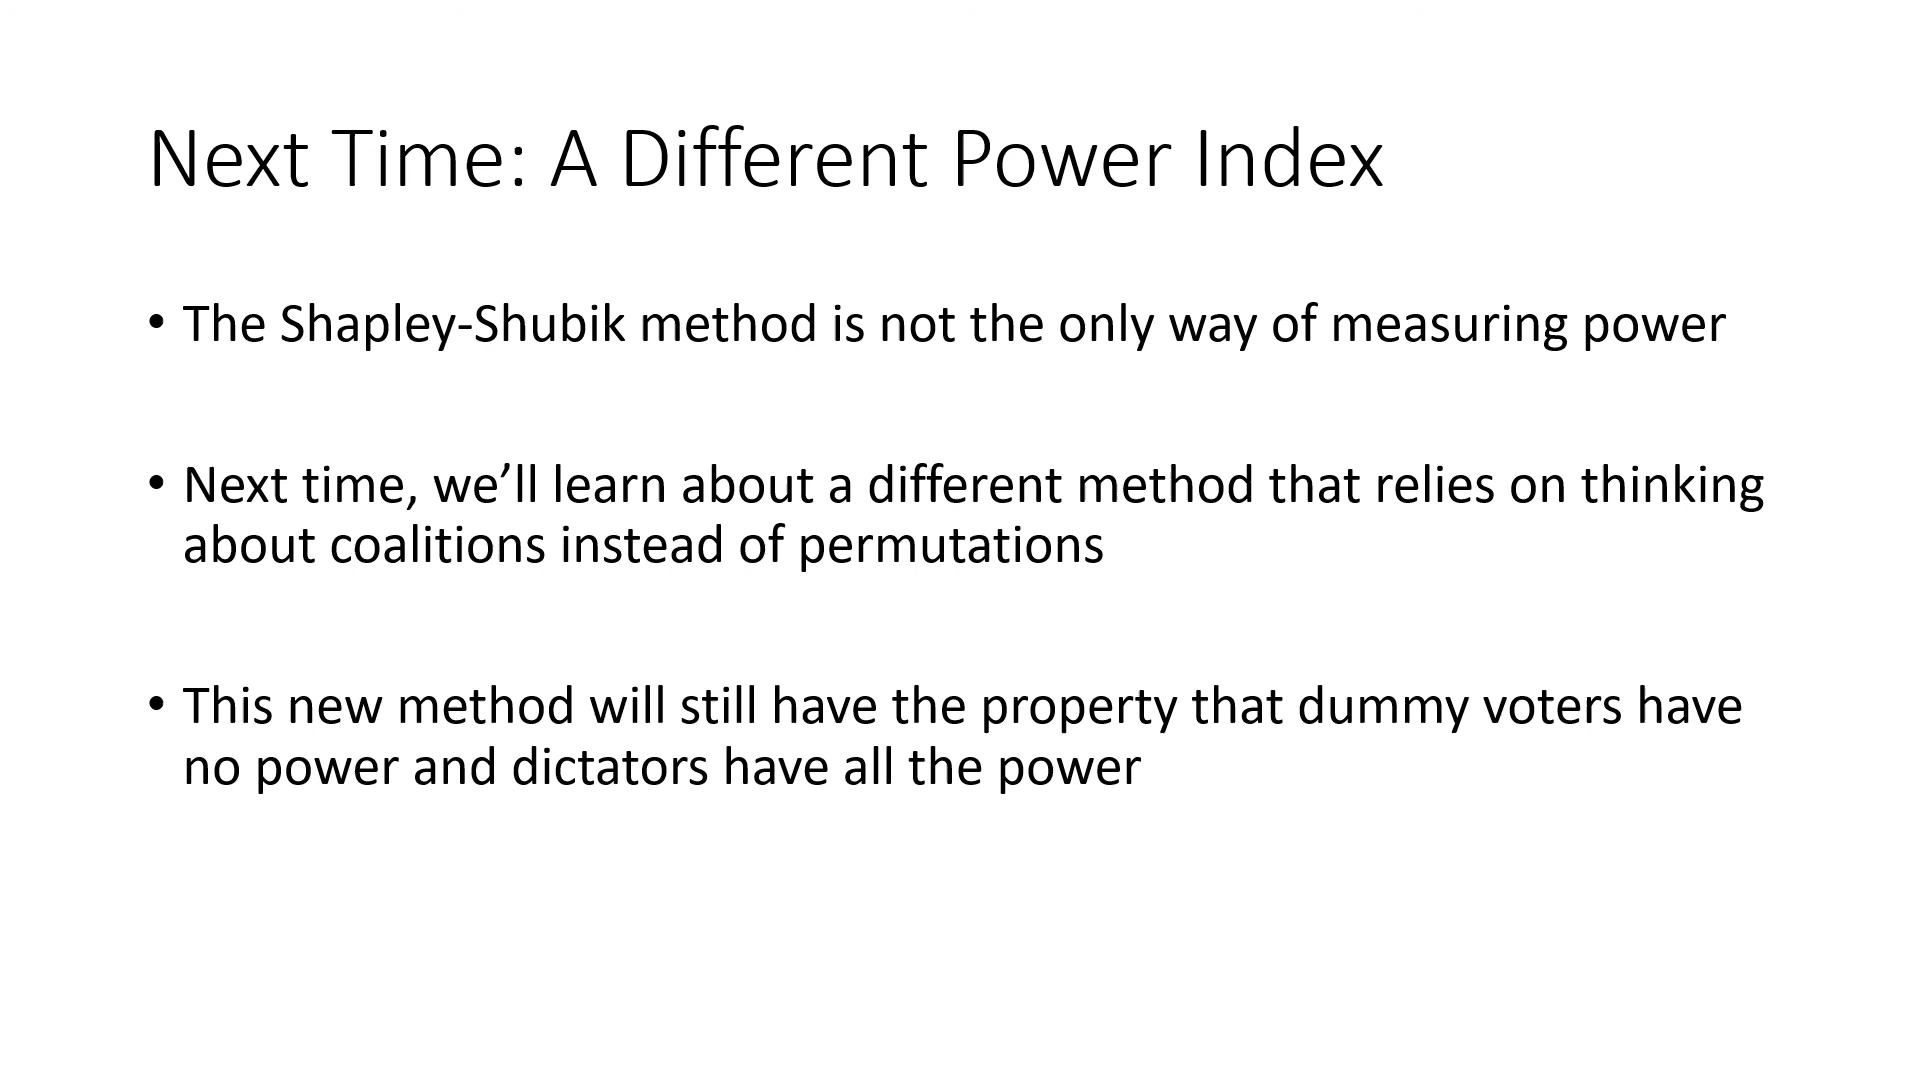 Next Time: A Different Power Index
• The Shapley-Shubik method is not the only way of measuring power
• Next time, we’ll learn about a different method that relies on thinking
about coalitions instead of permutations
• This new method will still have the property that dummy voters have
no power and dictators have all the power